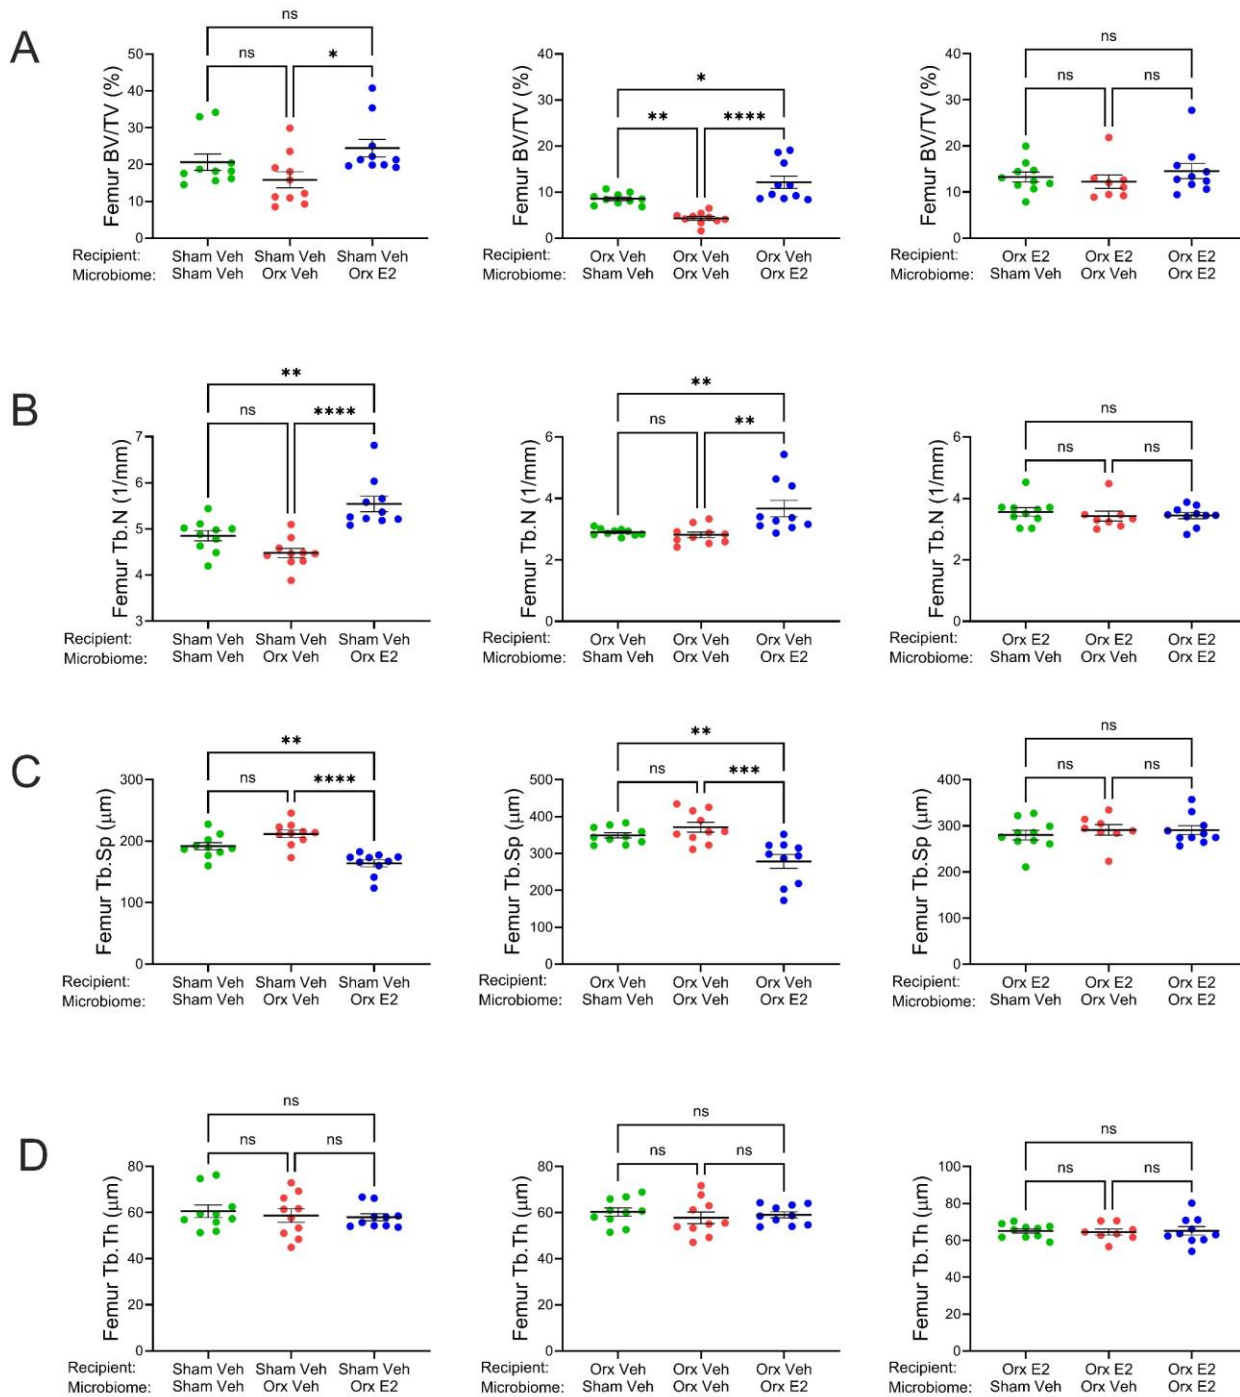 A
ns
ns
*
Femur BV/TV (%)
50
40
30
20
10
0
Recipient: Sham Veh Sham Veh Sham Veh
Microbiome: Sham Veh Orx Veh Orx E2
*
**
****
Femur BV/TV (%)
40
30
20
10
0
Recipient: Orx Veh Orx Veh Orx Veh
Microbiome: Sham Veh Orx Veh Orx E2
ns
ns
ns
Femur BV/TV (%)
40
30
20
10
0
Recipient: Orx E2 Orx E2 Orx E2
Microbiome: Sham Veh Orx Veh Orx E2
B
**
ns
****
Femur Tb.N (1/mm)
7
6
5
4
3
Recipient: Sham Veh Sham Veh Sham Veh
Microbiome: Sham Veh Orx Veh Orx E2
**
ns
**
Femur Tb.N (1/mm)
6
4
2
0
Recipient: Orx Veh Orx Veh Orx Veh
Microbiome: Sham Veh Orx Veh Orx E2
ns
ns
ns
Femur Tb.N (1/mm)
6
4
2
0
Recipient: Orx E2 Orx E2 Orx E2
Microbiome: Sham Veh Orx Veh Orx E2
C
**
ns
****
Femur Tb.Sp (μm)
300
200
100
0
Recipient: Sham Veh Sham Veh Sham Veh
Microbiome: Sham Veh Orx Veh Orx E2
**
ns
***
Femur Tb.Sp (μm)
500
400
300
200
100
0
Recipient: Orx Veh Orx Veh Orx Veh
Microbiome: Sham Veh Orx Veh Orx E2
ns
ns
ns
Femur Tb.Sp (μm)
400
300
200
100
0
Recipient: Orx E2 Orx E2 Orx E2
Microbiome: Sham Veh Orx Veh Orx E2
D
ns
ns
ns
Femur Tb.Th (μm)
80
60
40
20
0
Recipient: Sham Veh Sham Veh Sham Veh
Microbiome: Sham Veh Orx Veh Orx E2
ns
ns
ns
Femur Tb.Th (μm)
80
60
40
20
0
Recipient: Orx Veh Orx Veh Orx Veh
Microbiome: Sham Veh Orx Veh Orx E2
ns
ns
ns
Femur Tb.Th (μm)
100
80
60
40
20
0
Recipient: Orx E2 Orx E2 Orx E2
Microbiome: Sham Veh Orx Veh Orx E2